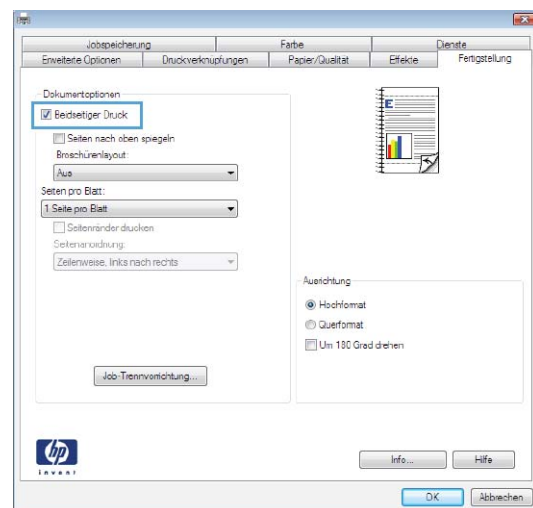 Jobspeicherung Farbe Dienste
Erweiterte Optionen Druckverknüpfungen Papier/Qualität Effekte Fertigstellung
Dokumentoptionen
Beidseitiger Druck
Seiten nach oben spiegeln
Broschürenlayout:
Aus
Seiten pro Blatt:
1 Seite pro Blatt
Seitenränder drucken
Seitenanordnung:
Zeilenweise, links nach rechts
Job-Trennvorrichtung...
E
Ausrichtung
Hochformat
Querformat
Um 180 Grad drehen
hp
invent
Info... Hilfe
OK Abbrechen